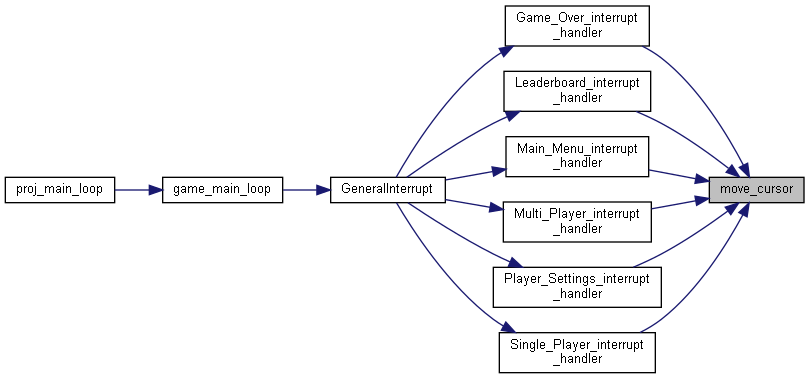 Game_Over_interrupt
_handler
Leaderboard_interrupt
_handler
Main_Menu_interrupt
_handler
proj_main_loop
game_main_loop
GeneralInterrupt
move_cursor
Multi_Player_interrupt
_handler
Player_Settings_interrupt
_handler
Single_Player_interrupt
_handler